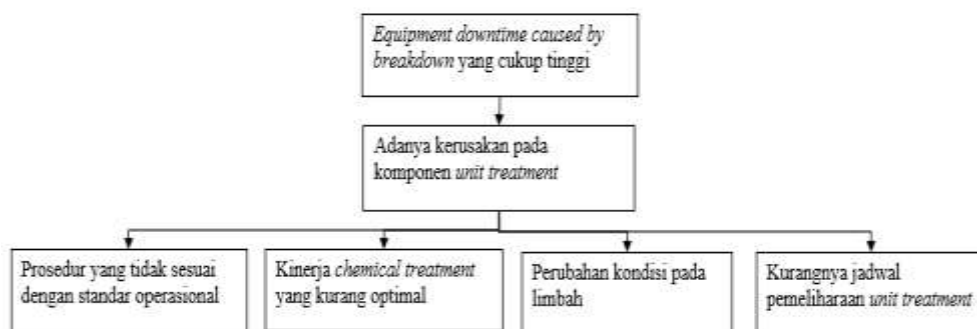 Equipment downtime caused by
breakdown yang cukup tinggi
Adanya kerusakan pada
komponen unit treatment
Prosedur yang tidak sesuai
dengan standar operasional
Kinerja chemical treatment
yang kurang optimal
Perubahan kondisi pada
limbah
Kurangnya jadwal
pemeliharaan unit treatment